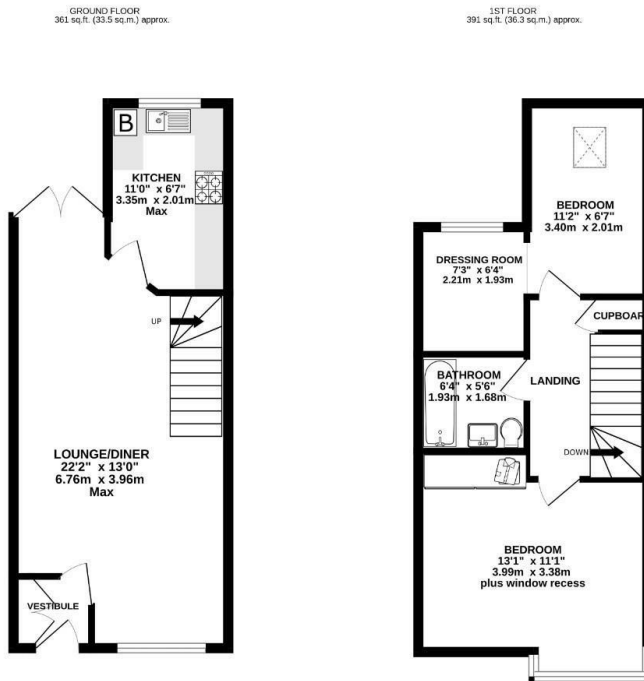 GROUND FLOOR
361 sq.ft. (33.5 sq.m.) approx.
B
KITCHEN
11'0" x 6'7"
3.35m x 2.01m
Max
UP
LOUNGE/DINER
22'2" x 13'0"
6.76m x 3.96m
Max
VESTIBULE
1ST FLOOR
391 sq.ft. (36.3 sq.m.) approx.
BEDROOM
11'2" x 6'7"
3.40m x 2.01m
DRESSING ROOM
7'3" x 6'4"
2.21m x 1.93m
CUPBOAR
BATHROOM
6'4" x 5'6"
1.93m x 1.68m
LANDING
DOWN
BEDROOM
13'1" x 11'1"
3.99m x 3.38m
plus window recess